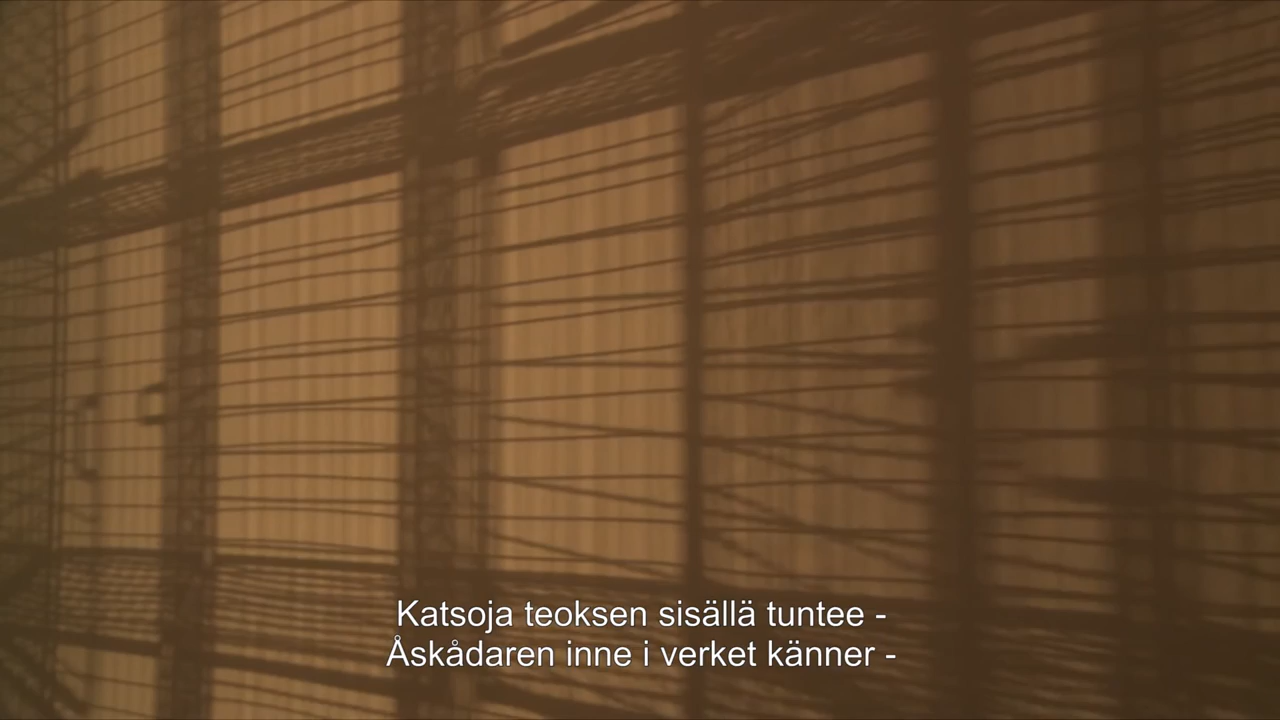 Katsoja teoksen sisällä tuntee -
Åskådaren inne i verket känner -